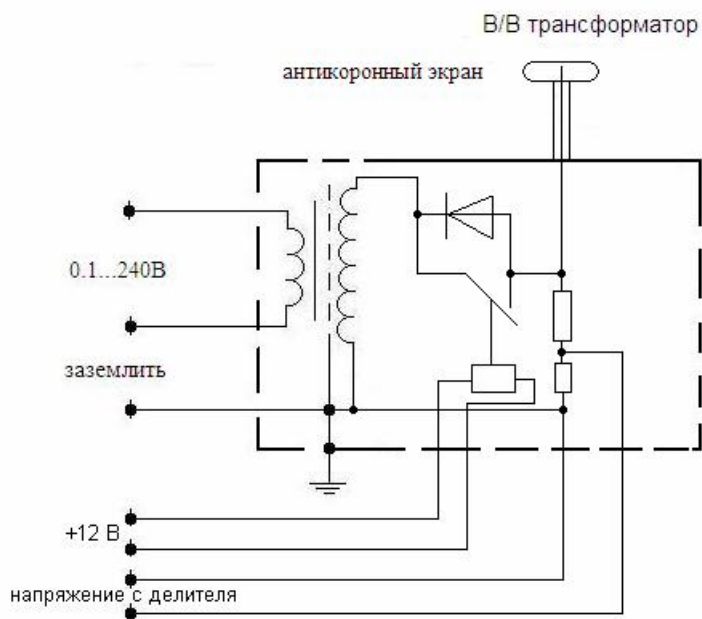 В/В трансформатор
антикоронный экран
0.1...240В
заземлить
+12 В
напряжение с делителя